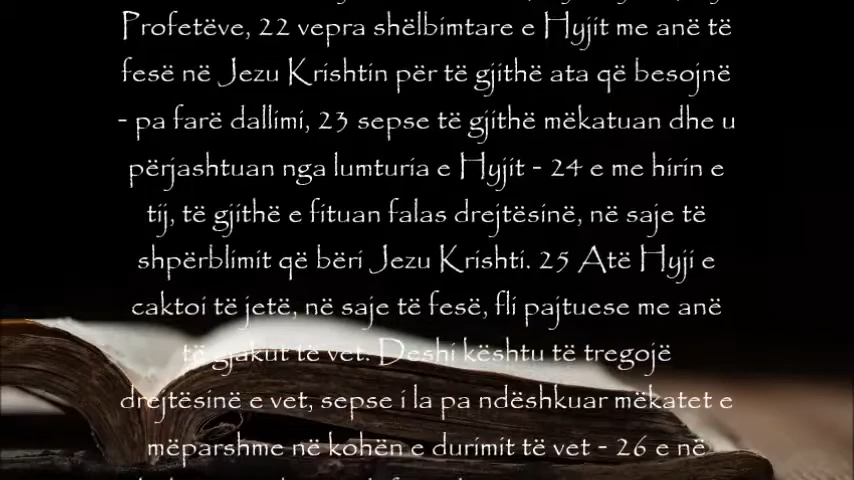 Profetëve, 22 vepra shëlbimtare e Hyjit me anë të
fesë në Jezu Krishtin për të gjithë ata që besojnë
- pa farë dallimi, 23 sepse të gjithë mëkatuan dhe u
përjashtuan nga lumturia e Hyjit - 24 e me hirin e
tij, të gjithë e fituan falas drejtësinë, në saje të
shpërblimit që bëri Jezu Krishti. 25 Atë Hyji e
caktoi të jetë, në saje të fesë, fli pajtuese me anë
të gjakut të vet. Deshi kështu të tregojë
drejtësinë e vet, sepse i la pa ndëshkuar mëkatet e
mëparshme në kohën e durimit të vet - 26 e në